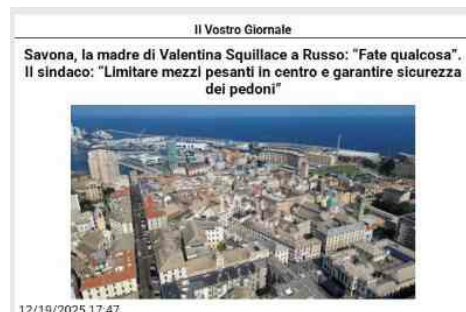 Il Vostro Giornale
Savona, la madre di Valentina Squillace a Russo: “Fate qualcosa”.
Il sindaco: “Limitare mezzi pesanti in centro e garantire sicurezza
dei pedoni”
12/19/2025 17:47